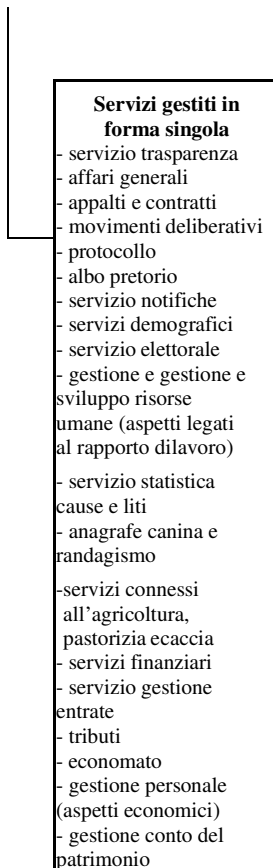 Servizi gestiti in
forma singola
- servizio trasparenza
- affari generali
- appalti e contratti
- movimenti deliberativi
- protocollo
- albo pretorio
- servizio notifiche
- servizi demografici
- servizio elettorale
- gestione e gestione e
sviluppo risorse
umane (aspetti legati
al rapporto dilavoro)
- servizio statistica
cause e liti
- anagrafe canina e
randagismo
-servizi connessi
all’agricoltura,
pastorizia ecaccia
- servizi finanziari
- servizio gestione
entrate
- tributi
- economato
- gestione personale
(aspetti economici)
- gestione conto del
patrimonio